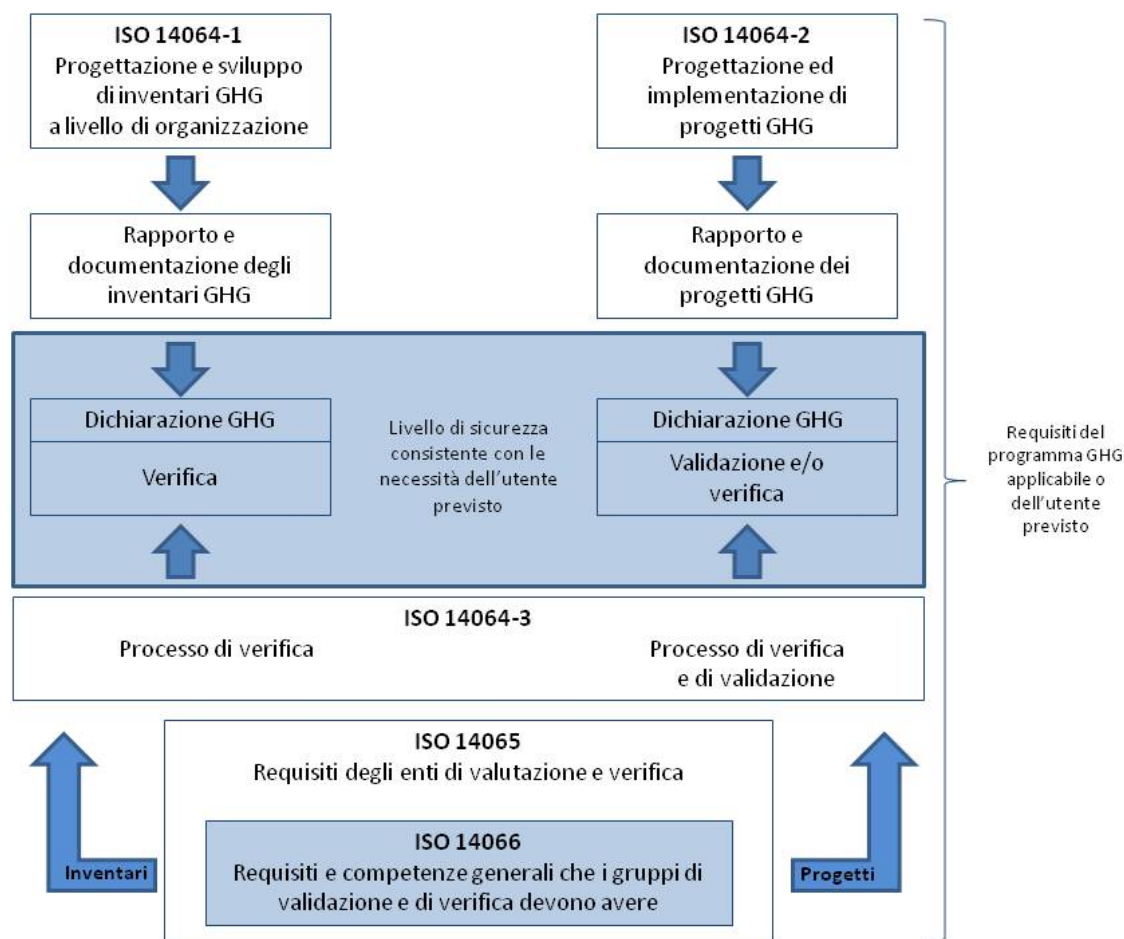 ISO 14064-1
Progettazione e sviluppo
di inventari GHG
a livello di organizzazione
ISO 14064-2
Progettazione ed
implementazione di
progetti GHG
Rapporto e
documentazione degli
inventari GHG
Rapporto e
documentazione dei
progetti GHG
Dichiarazione GHG
Verifica
Livello di sicurezza
consistente con le
necessità dell'utente
previsto
Dichiarazione GHG
Validazione e/o
verifica
Requisiti del
programma GHG
applicabile o
dell'utente
previsto
ISO 14064-3
Processo di verifica
Processo di verifica
e di validazione
ISO 14065
Requisiti degli enti di valutazione e verifica
ISO 14066
Requisiti e competenze generali che i gruppi di
validazione e di verifica devono avere
Inventari
Progetti